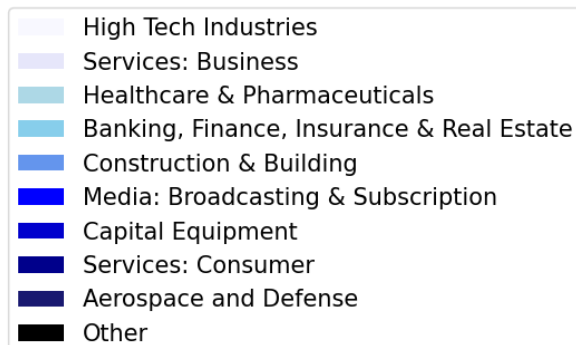 High Tech Industries
Services: Business
Healthcare & Pharmaceuticals
Banking, Finance, Insurance & Real Estate
Construction & Building
Media: Broadcasting & Subscription
Capital Equipment
Services: Consumer
Aerospace and Defense
Other